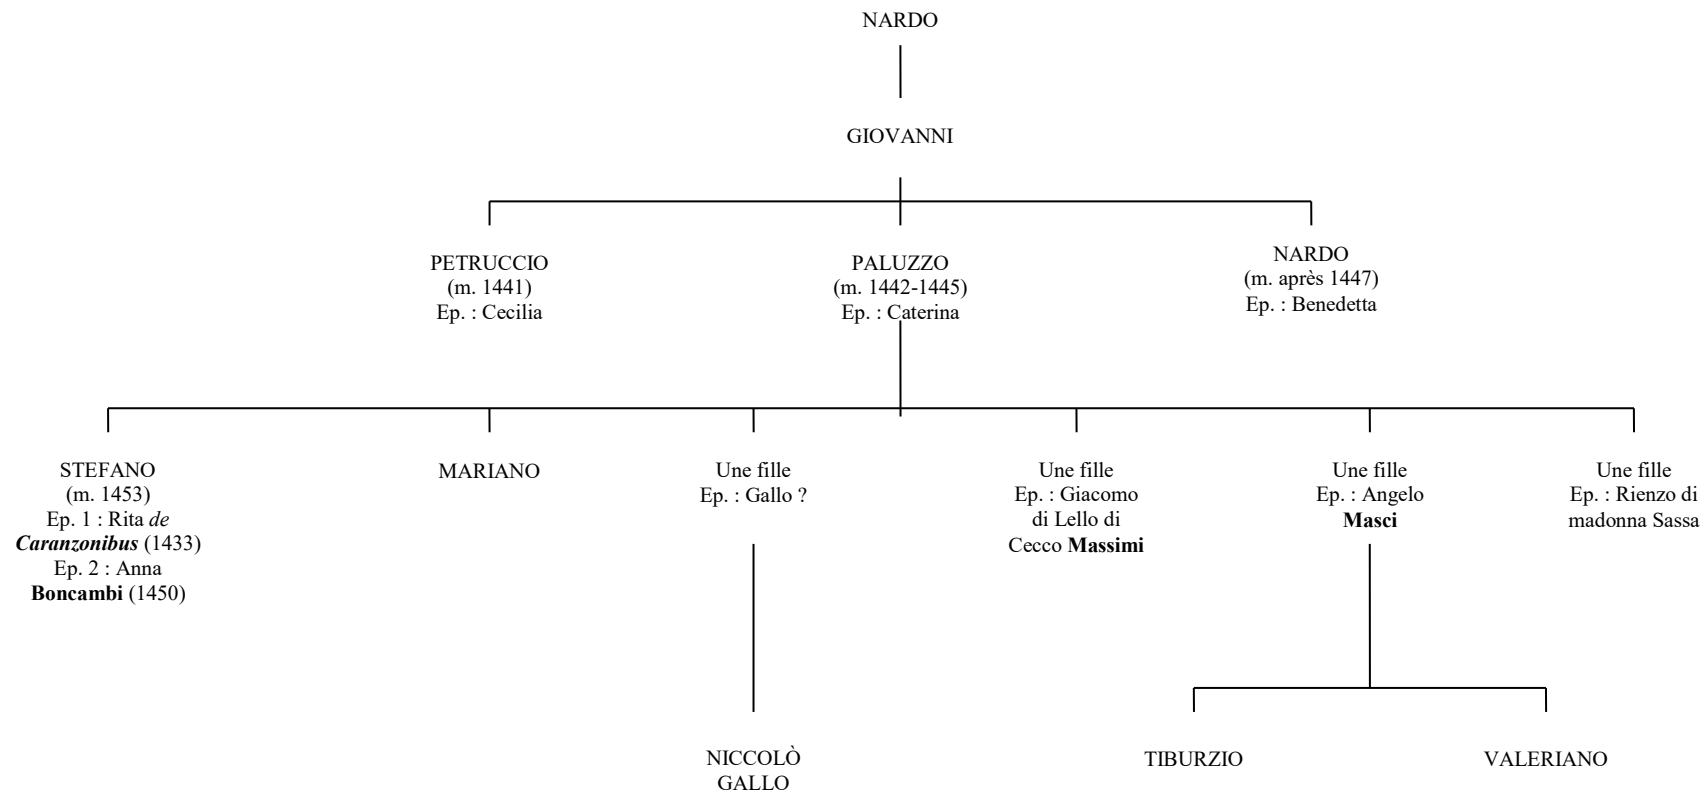 NARDO
GIOVANNI
PETRUCCIO
(m. 1441)
Ep. : Cecilia
PALUZZO
(m. 1442-1445)
Ep. : Caterina
NARDO
(m. après 1447)
Ep. : Benedetta
STEFANO
(m. 1453)
Ep. 1 : Rita de
Caranzonibus (1433)
Ep. 2 : Anna
Boncambi (1450)
MARIANO
Une fille
Ep. : Gallo ?
Une fille
Ep. : Giacomo
di Lello di
Cecco Massimi
Une fille
Ep. : Angelo
Masci
Une fille
Ep. : Rienzo di
madonna Sassa
NICCOLÒ
GALLO
TIBURZIO
VALERIANO